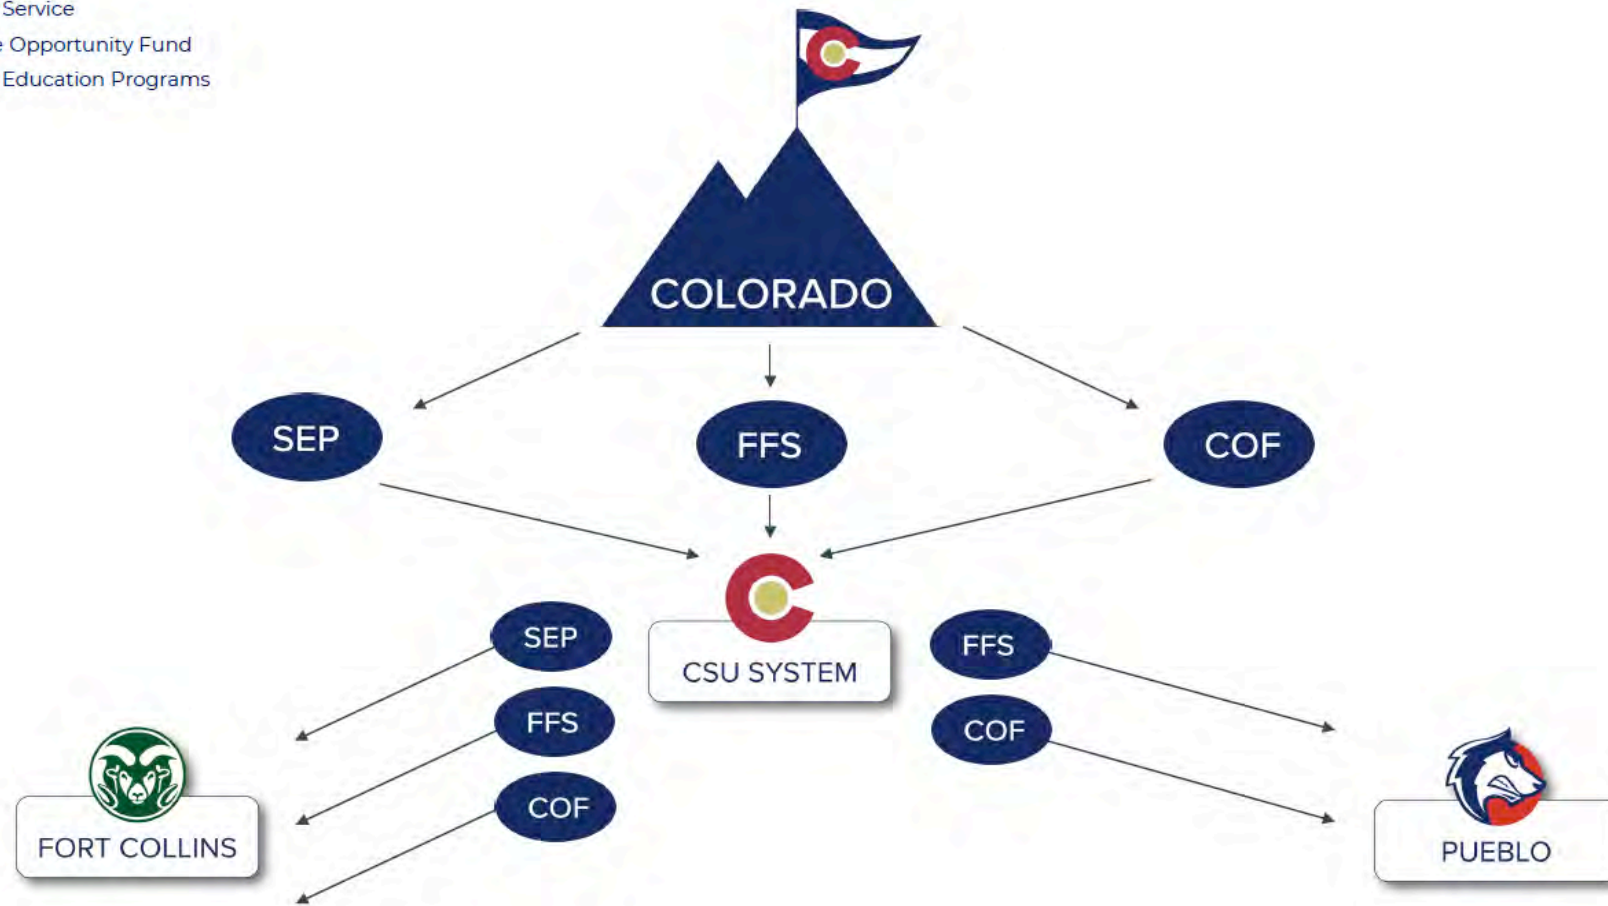 Service
e Opportunity Fund
Education Programs
COLORADO
SEP
FFS
COF
SEP
FFS
CSU SYSTEM
FFS
COF
COF
FORT COLLINS
PUEBLO